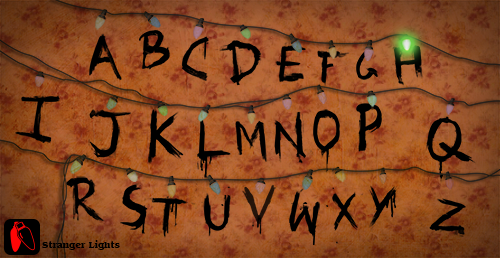 A B C D E F G H
I J K L M N O P Q
R S T U V W X Y Z
Stranger Lights